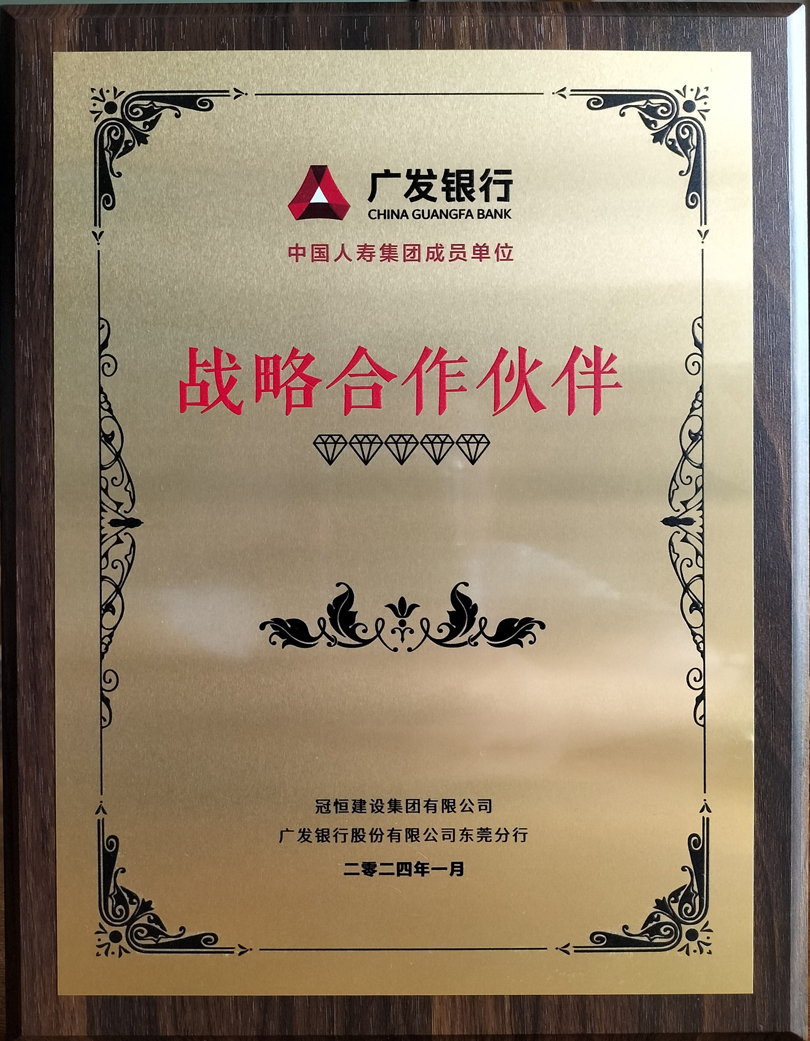 广发银行
CHINA GUANGFA BANK
中国人寿集团成员单位
战略合作伙伴
冠恒建设集团有限公司
广发银行股份有限公司东莞分行
二零二四年一月